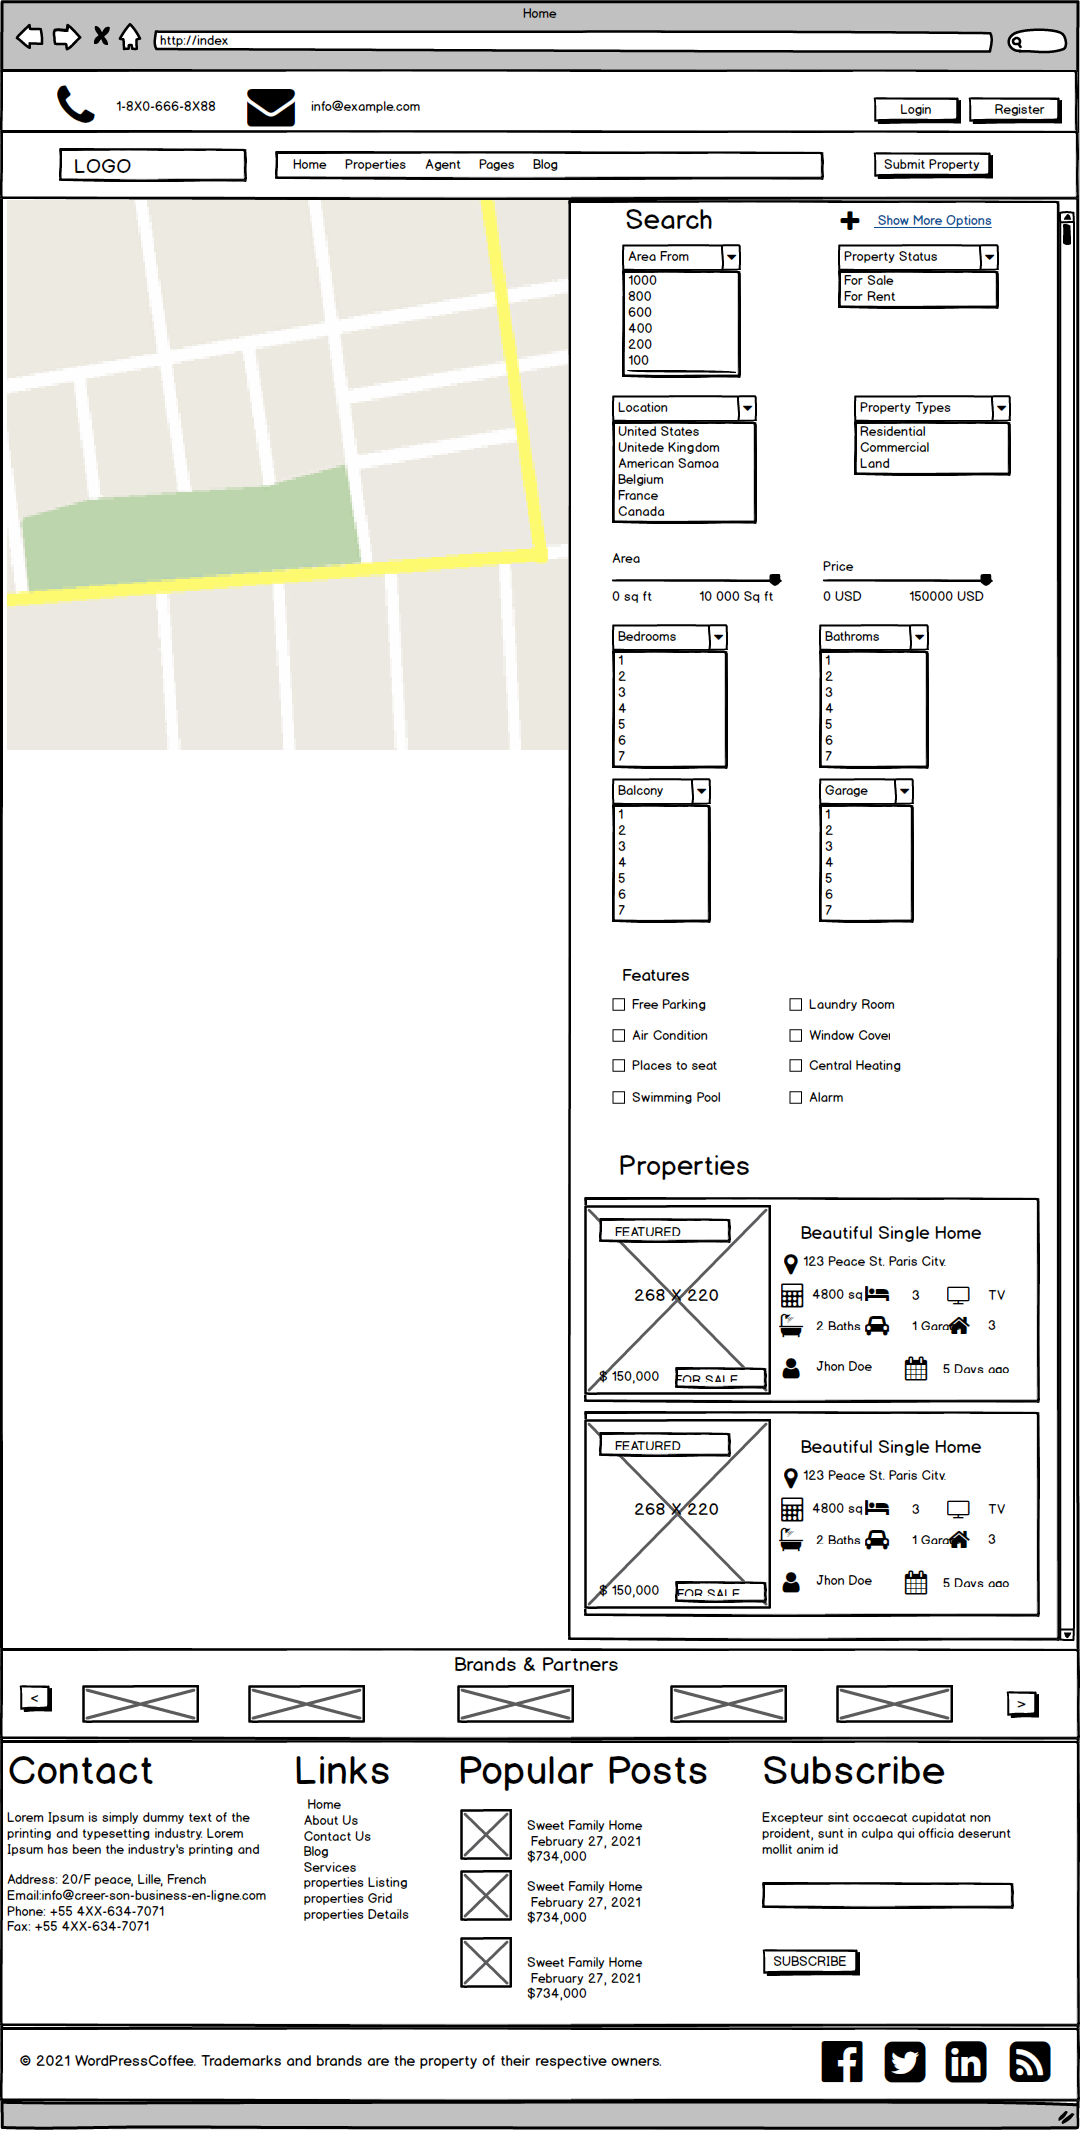 Home
http://index
1-8X0-666-8X88
info@example.com
Login
Register
LOGO
Home Properties Agent Pages Blog
Submit Property
Search
Show More Options
Area From
1000
800
600
400
200
100
Property Status
For Sale
For Rent
Location
United States
Unitede Kingdom
American Samoa
Belgium
France
Canada
Property Types
Residential
Commercial
Land
Area
0 sq ft 10 000 Sq ft
Price
0 USD 150000 USD
Bedrooms
1
2
3
4
5
6
7
Bathroms
1
2
3
4
5
6
7
Balcony
1
2
3
4
5
6
7
Garage
1
2
3
4
5
6
7
Features
Free Parking
Laundry Room
Air Condition
Window Cover
Places to seat
Central Heating
Swimming Pool
Alarm
Properties
FEATURED
268 X 220
$ 150,000
FOR SALE
Beautiful Single Home
123 Peace St. Paris City.
4800 sq
3
TV
2 Baths
1 Gara
3
Jhon Doe
5 Days ago
FEATURED
268 X 220
$ 150,000
FOR SALE
Beautiful Single Home
123 Peace St. Paris City.
4800 sq
3
TV
2 Baths
1 Gara
3
Jhon Doe
5 Days ago
Brands & Partners
<
>
Contact
Lorem Ipsum is simply dummy text of the
printing and typesetting industry. Lorem
Ipsum has been the industry's printing and
Address: 20/F peace, Lille, French
Email:info@creer-son-business-en-ligne.com
Phone: +55 4XX-634-7071
Fax: +55 4XX-634-7071
Links
Home
About Us
Contact Us
Blog
Services
properties Listing
properties Grid
properties Details
Popular Posts
Sweet Family Home
February 27, 2021
$734,000
Sweet Family Home
February 27, 2021
$734,000
Sweet Family Home
February 27, 2021
$734,000
Subscribe
Excepteur sint occaecat cupidatat non
proident, sunt in culpa qui officia deserunt
mollit anim id
SUBSCRIBE
© 2021 WordPressCoffee. Trademarks and brands are the property of their respective owners.